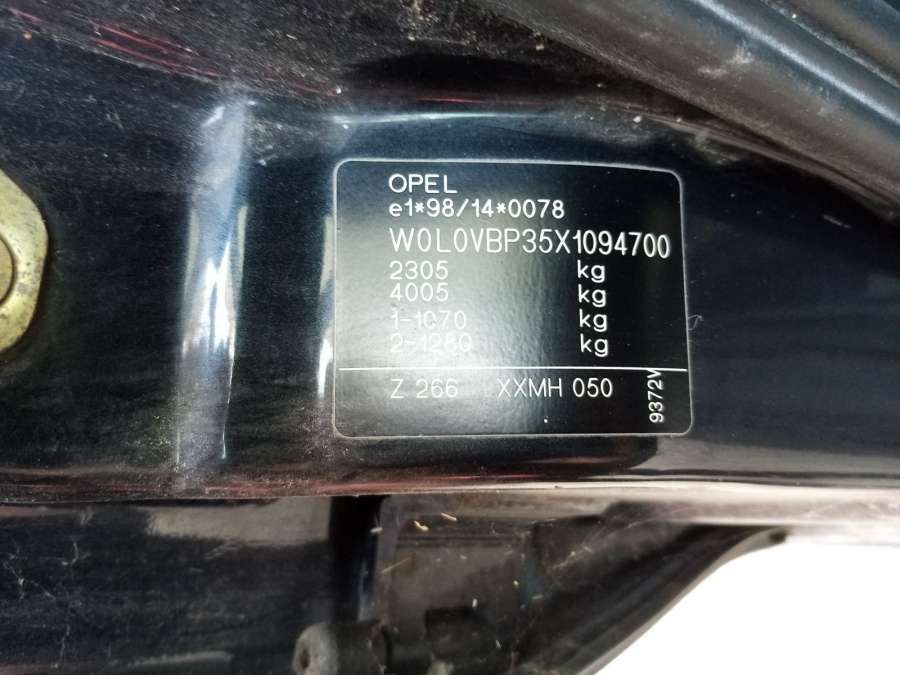 OPEL
e1*98/14*0078
W0L0VBP35X1094700
2305 kg
4005 kg
1-1070 kg
2-1280 kg
Z 266 XXMH 050
9372V